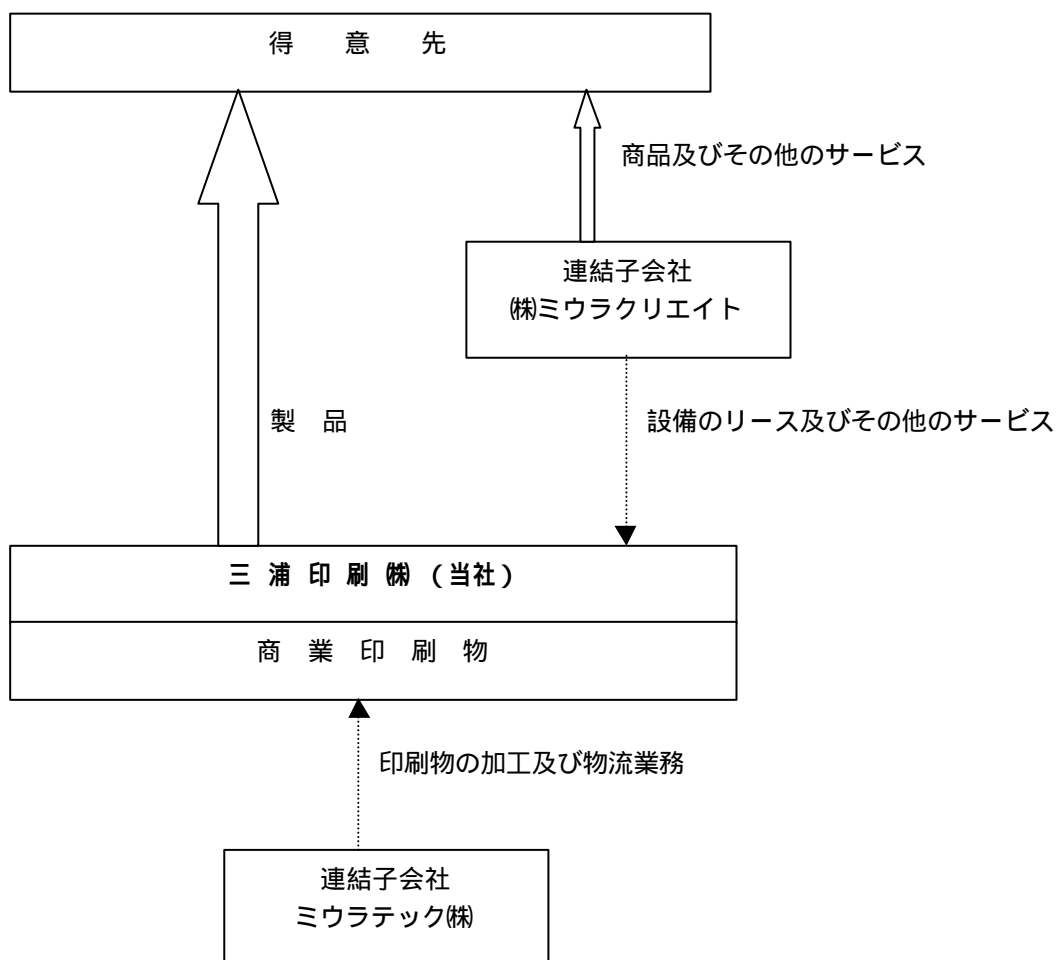 得　意　先
商品及びその他のサービス
連結子会社
㈱ミウラクリエイト
製　品
設備のリース及びその他のサービス
三 浦 印 刷 ㈱ (当社)
商　業　印　刷　物
印刷物の加工及び物流業務
連結子会社
ミウラテック㈱